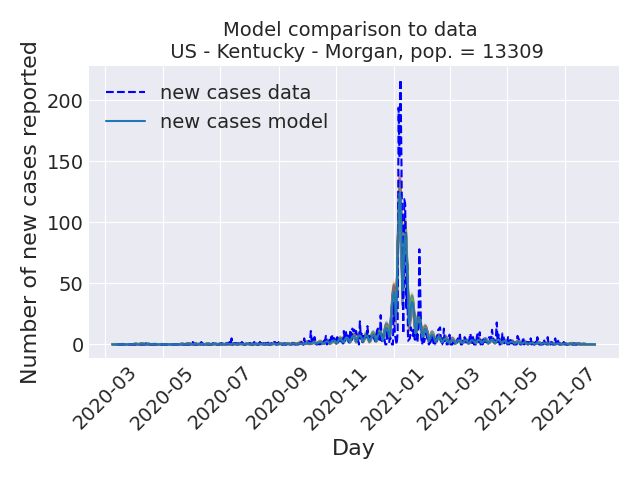 Model comparison to data
US - Kentucky - Morgan, pop. = 13309
Number of new cases reported
200
150
100
50
0
new cases data
new cases model
2020-03
2020-05
2020-07
2020-09
2020-11
2021-01
2021-03
2021-05
2021-07
Day